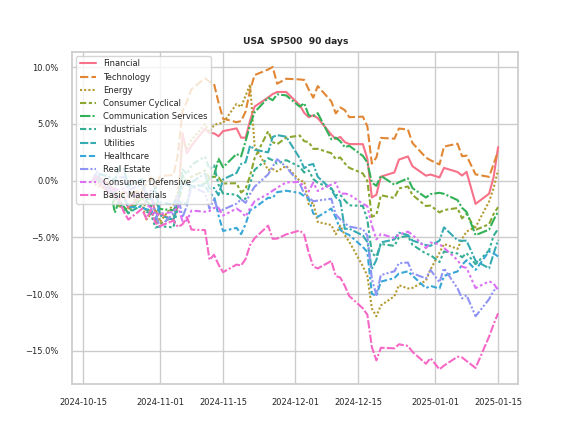 USA SP500 90 days
10.0%
5.0%
0.0%
−5.0%
−10.0%
−15.0%
Financial
Technology
Energy
Consumer Cyclical
Communication Services
Industrials
Utilities
Healthcare
Real Estate
Consumer Defensive
Basic Materials
2024-10-15
2024-11-01
2024-11-15
2024-12-01
2024-12-15
2025-01-01
2025-01-15